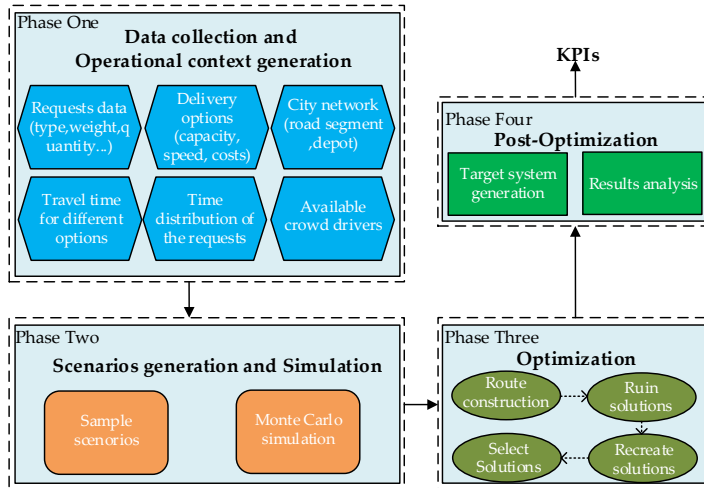 Phase One
Data collection and
Operational context generation
Requests data
(type,weight,q
uantity...)
Delivery
options
(capacity,
speed, costs)
City network
(road segment
,depot)
Travel time
for different
options
Time
distribution of
the requests
Available
crowd drivers
Phase Two
Scenarios generation and Simulation
Sample
scenorios
Monte Carlo
simulation
Phase Three
Optimization
Route
construction
Ruin
solutions
Select
Solutions
Recreate
solutions
KPIs
Phase Four
Post-Optimization
Target system
generation
Results analysis